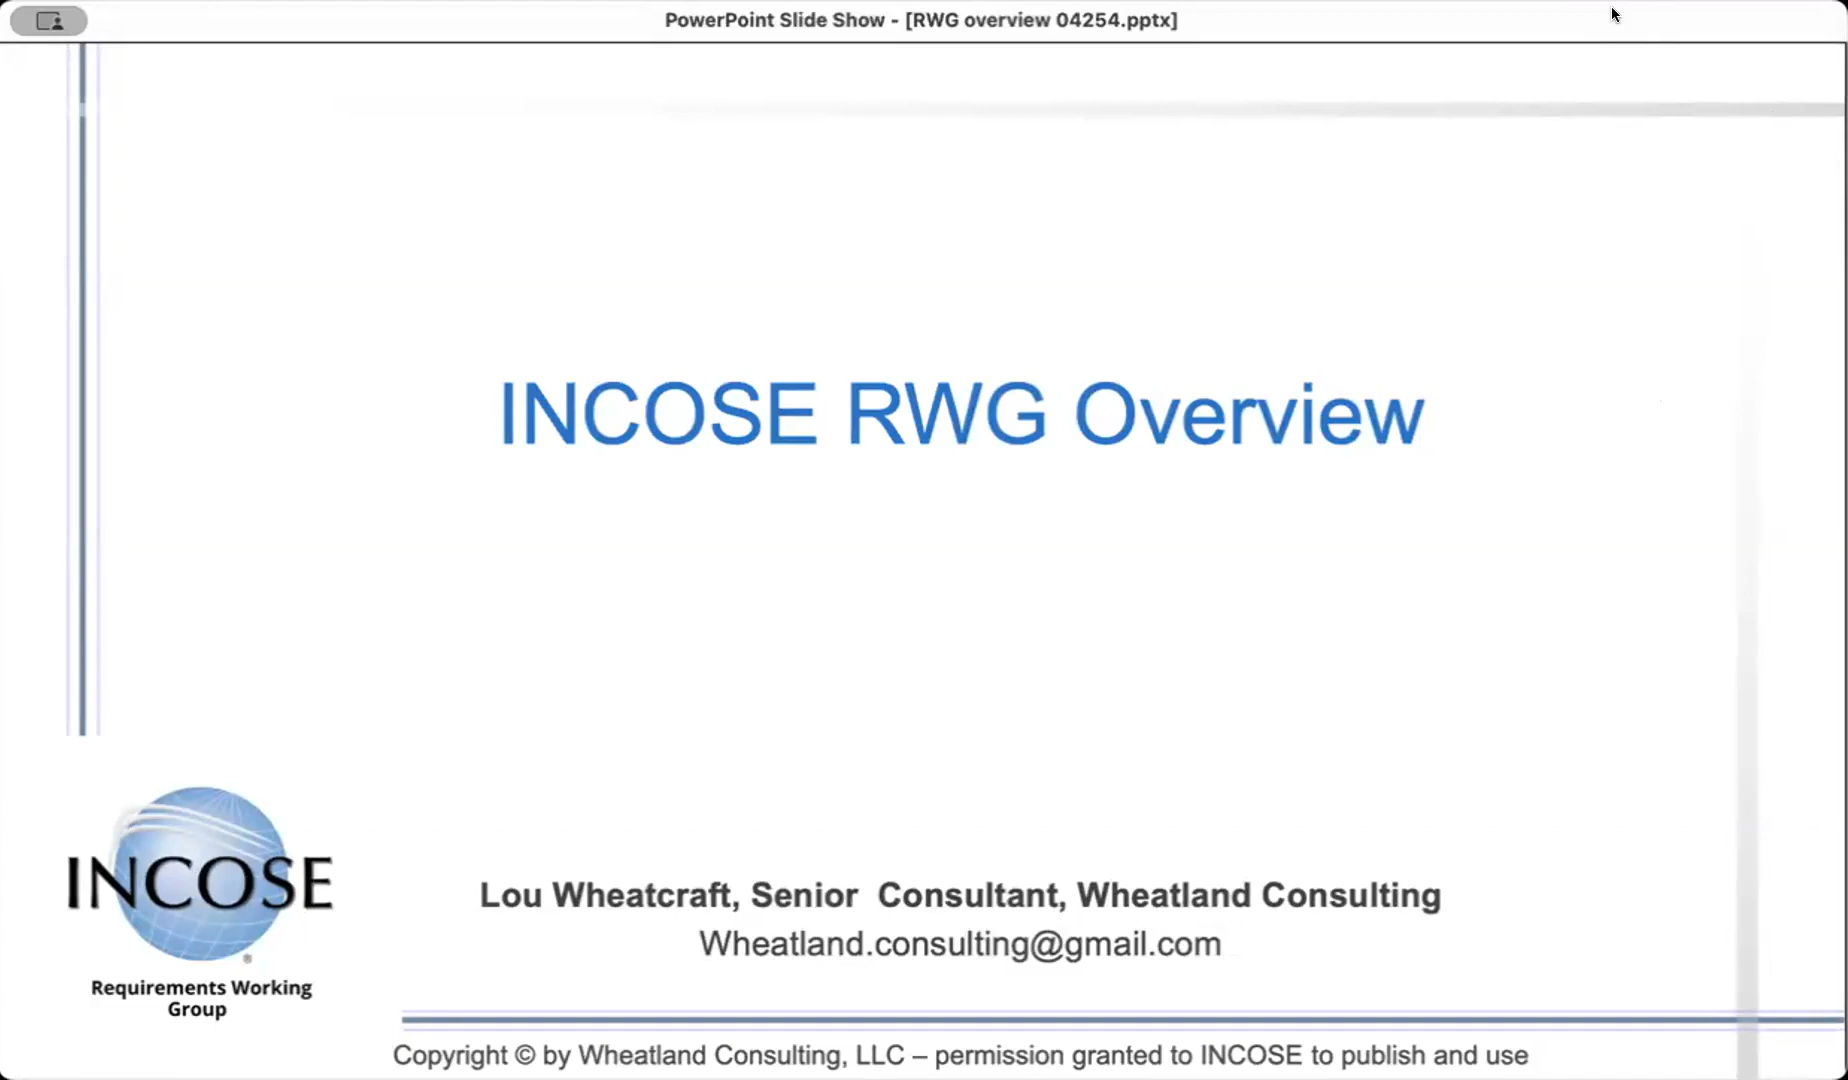 PowerPoint Slide Show - [RWG overview 04254.pptx]
INCOSE RWG Overview
INCOSE
®
Requirements Working
Group
Lou Wheatcraft, Senior  Consultant, Wheatland Consulting
Wheatland.consulting@gmail.com
Copyright © by Wheatland Consulting, LLC – permission granted to INCOSE to publish and use